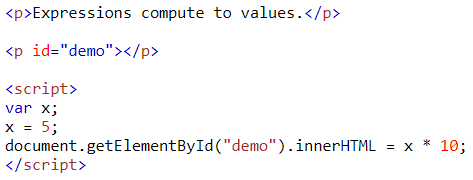 <p>Expressions compute to values.</p>
<p id="demo"></p>
<script>
var x;
x = 5;
document.getElementById("demo").innerHTML = x * 10;
</script>